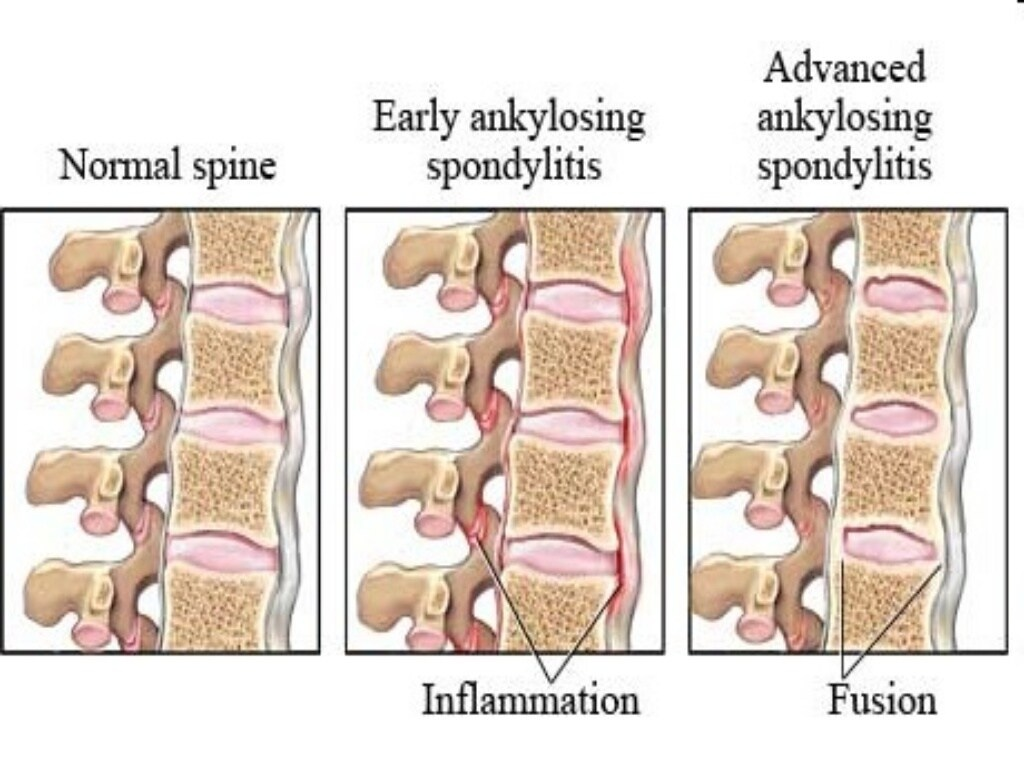 Normal spine
Early ankylosing
spondylitis
Advanced
ankylosing
spondylitis
Inflammation
Fusion